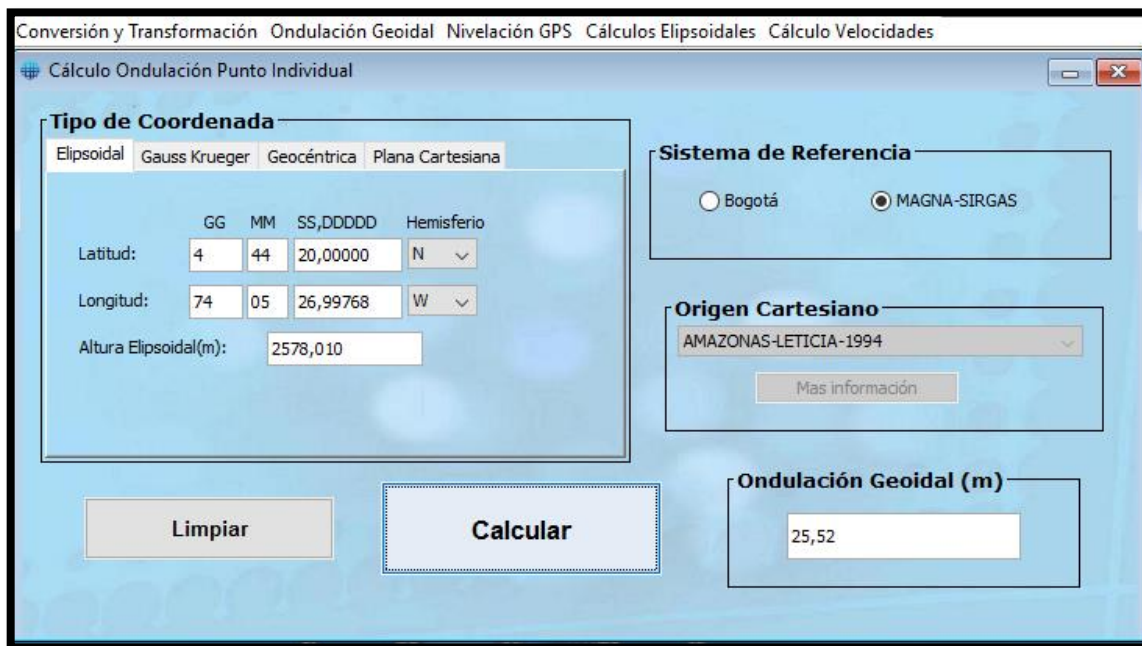 Conversión y Transformación Ondulación Geoidal Nivelación GPS Cálculos Elipsoidales Cálculo Velocidades
Cálculo Ondulación Punto Individual
Tipo de Coordenada
Elipsoidal Gauss Krueger Geocéntrica Plana Cartesiana
GG MM SS,DDDDD Hemisferio
Latitud: 4 44 20,00000 N
Longitud: 74 05 26,99768 W
Altura Elipsoidal(m): 2578,010
Sistema de Referencia
Bogotá MAGNA-SIRGAS
Origen Cartesiano
AMAZONAS-LETICIA-1994
Mas información
Limpiar
Calcular
Ondulación Geoidal (m)
25,52